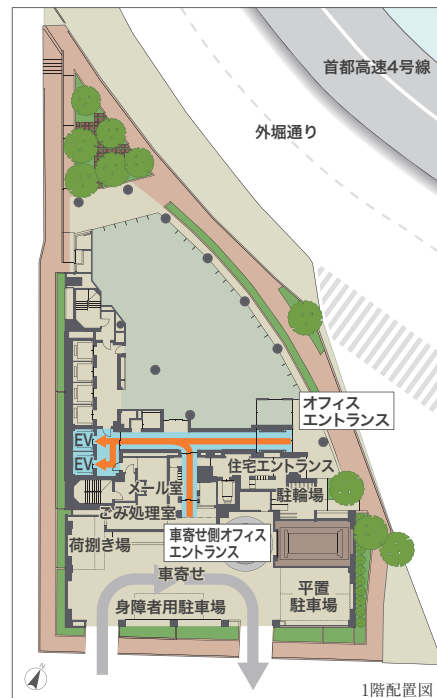 首都高速4号線
外堀通り
オフィス
エントランス
EV
EV
住宅エントランス
メール室
駐輪場
ごみ処理室
車寄せ側オフィス
エントランス
荷捌き場
車寄せ
平置
駐車場
身障者用駐車場
N
1階配置図